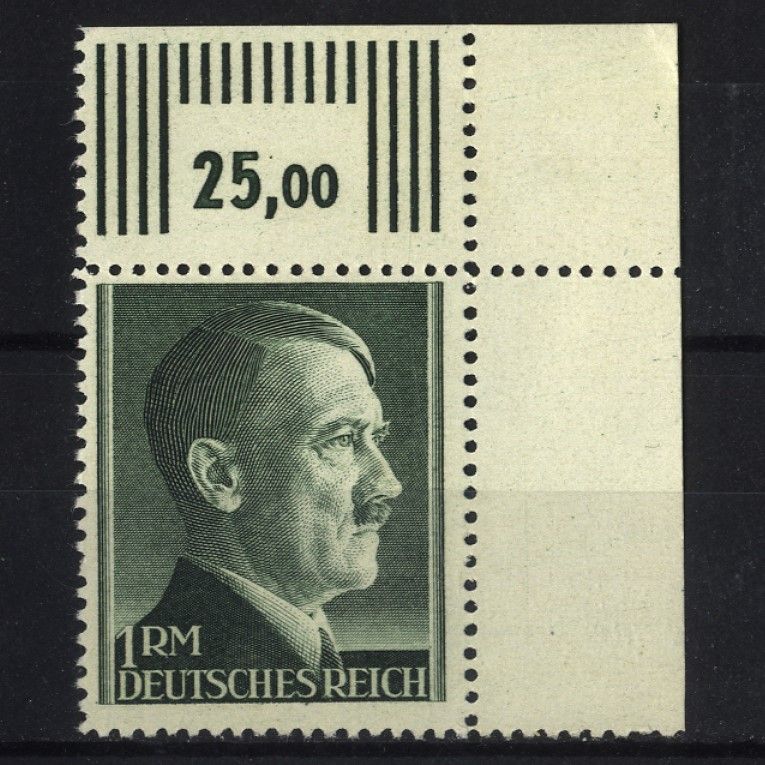 25,00
1 RM
DEUTSCHES REICH